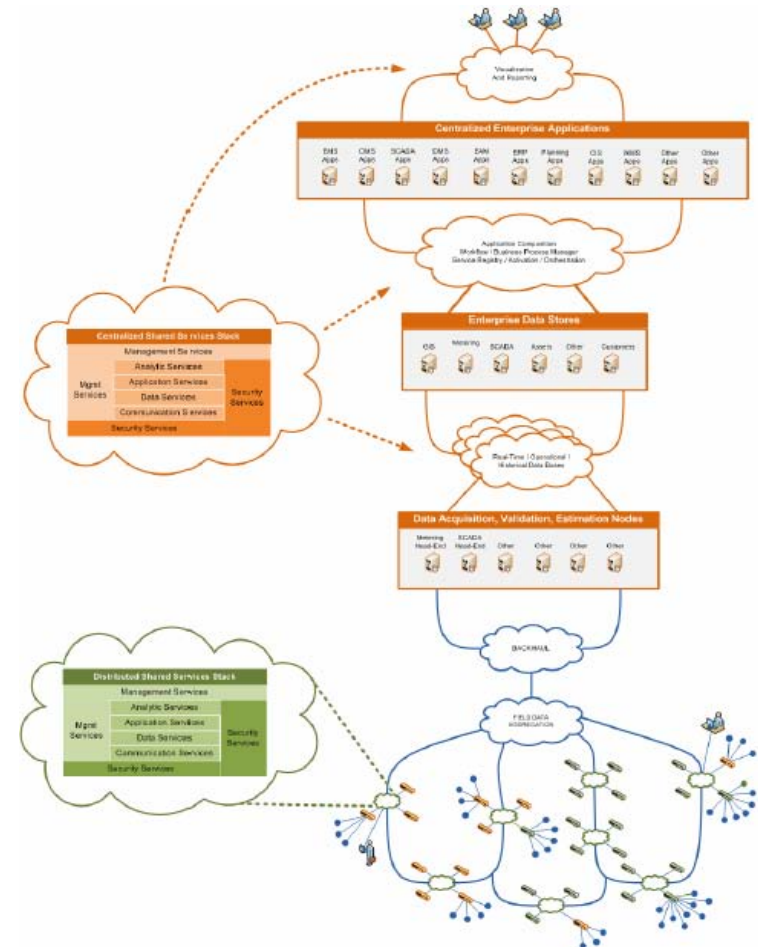 Visualization
And Reporting
Centralized Enterprise Applications
EMS Apps
OMS Apps
SCADA Apps
DMS Apps
EAM Apps
ERP Apps
Planning Apps
CIS Apps
Apps
Other Apps
Other Apps
Application Composition
Workflow / Business Process Manager
Service Registry / Activation / Orchestration
Centralized Shared Services Stack
Management Services
Mgmt Services
Analytic Services
Application Services
Data Services
Communication Services
Security Services
Security Services
Enterprise Data Stores
GIS
Metering
SCADA
Assets
Other
Customers
Real-Time / Operational /
Historical Data Buses
Data Acquisition, Validation, Estimation Nodes
Metering Head-End
SCADA Head-End
Other
Other
Other
Other
BACKHAUL
Distributed Shared Services Stack
Management Services
Mgmt Services
Analytic Services
Application Services
Data Services
Communication Services
Security Services
Security Services
FIELD DATA
AGGREGATION